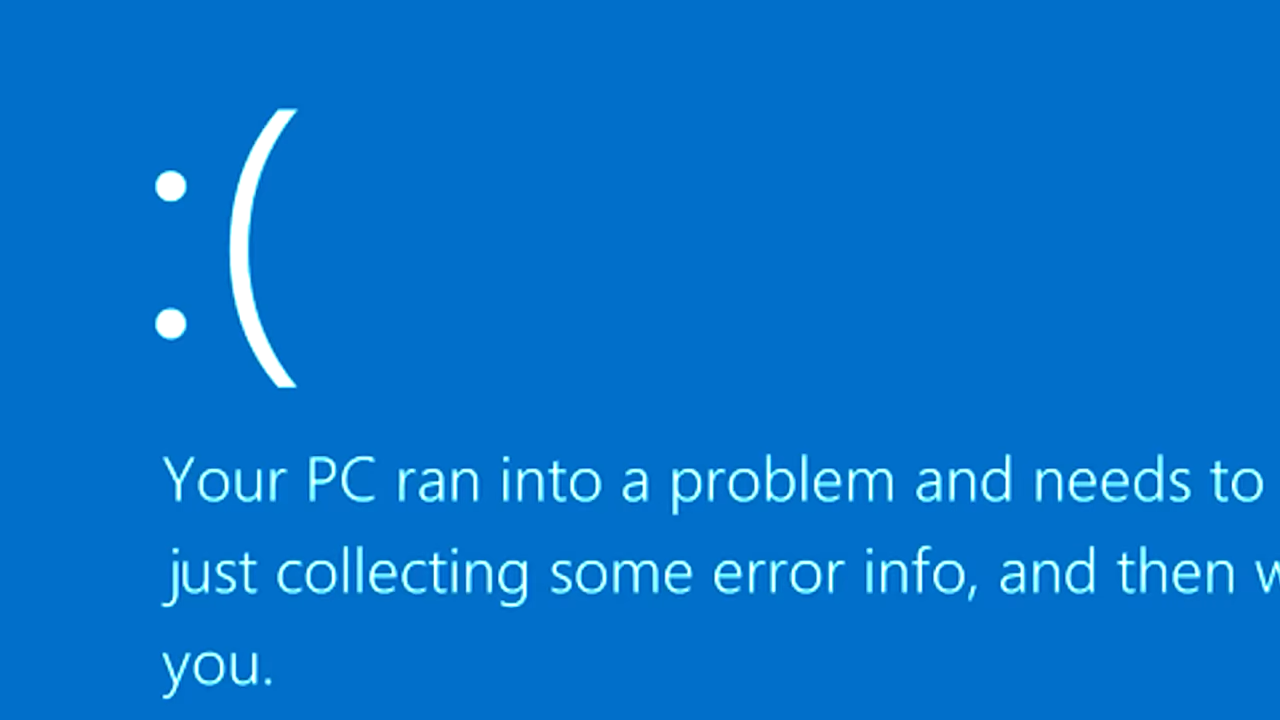 :(
Your PC ran into a problem and needs to
just collecting some error info, and then
you.